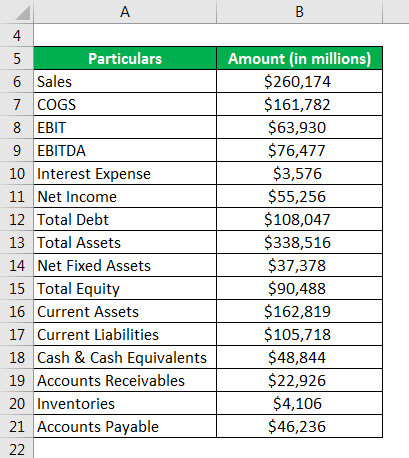 A B
4
5 Particulars Amount (in millions)
6 Sales $260,174
7 COGS $161,782
8 EBIT $63,930
9 EBITDA $76,477
10 Interest Expense $3,576
11 Net Income $55,256
12 Total Debt $108,047
13 Total Assets $338,516
14 Net Fixed Assets $37,378
15 Total Equity $90,488
16 Current Assets $162,819
17 Current Liabilities $105,718
18 Cash & Cash Equivalents $48,844
19 Accounts Receivables $22,926
20 Inventories $4,106
21 Accounts Payable $46,236
22